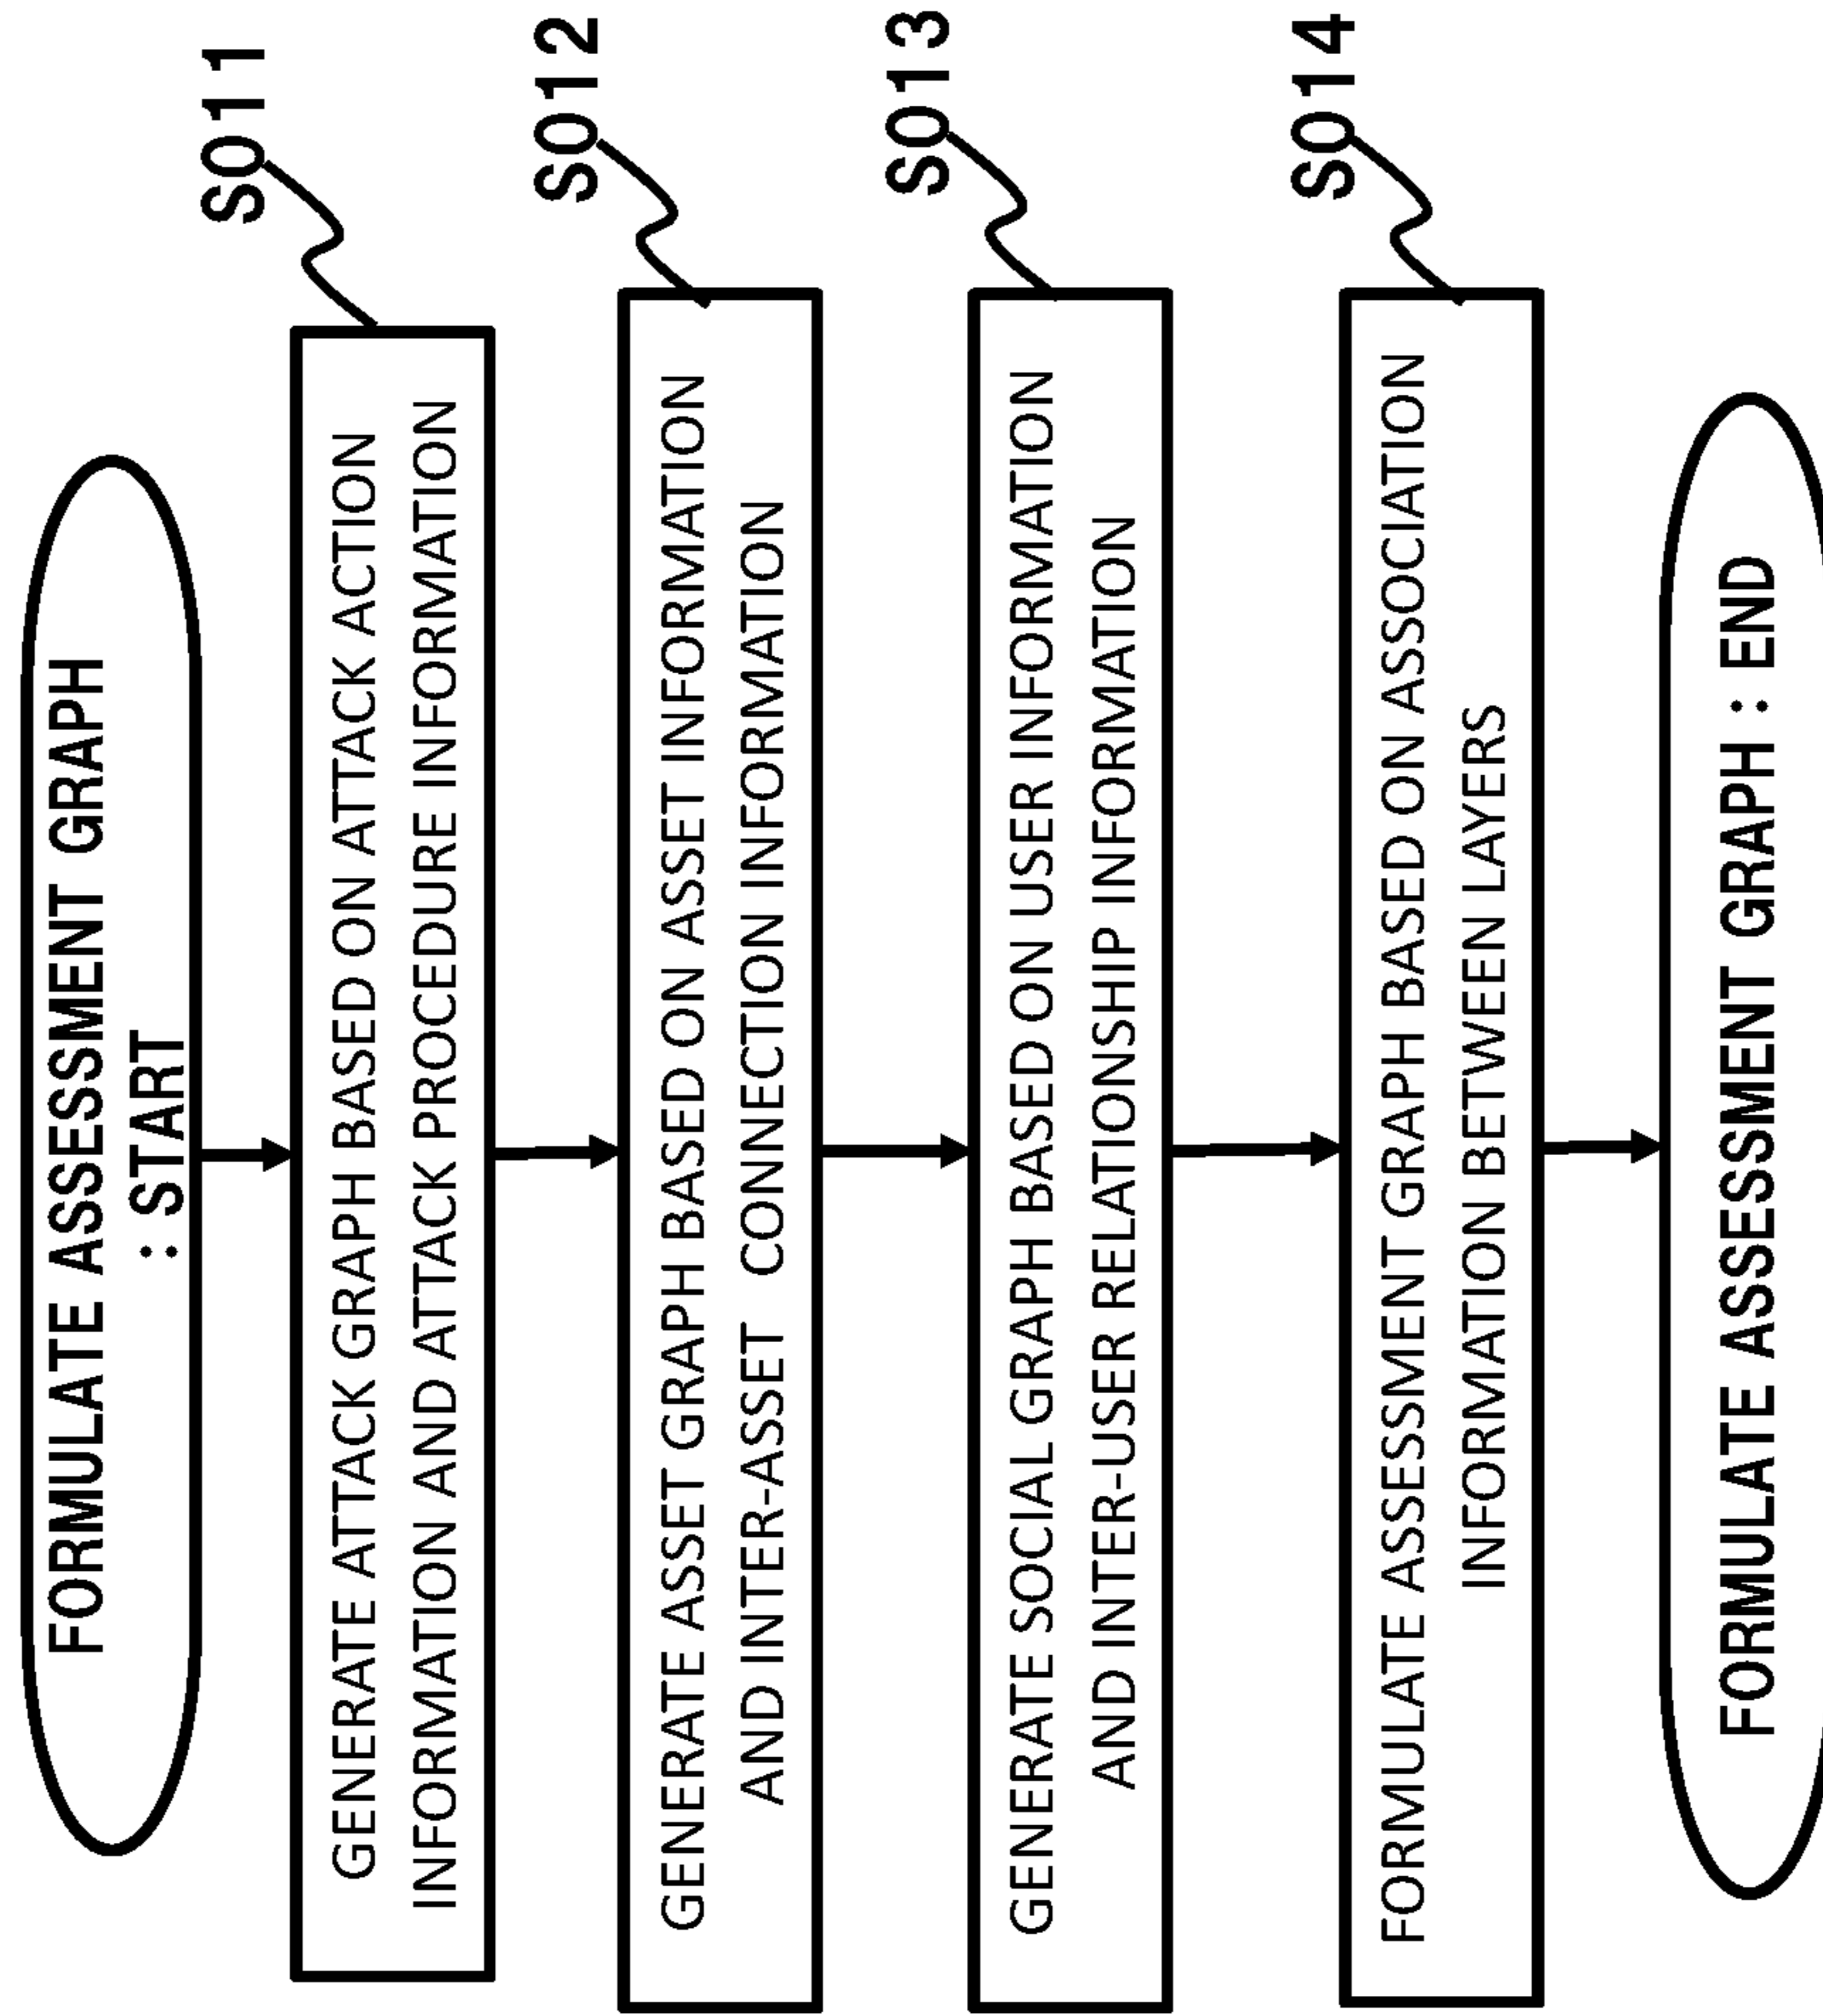 FORMULATE ASSESSMENT GRAPH
: START
S011
GENERATE ATTACK GRAPH BASED ON ATTACK ACTION
INFORMATION AND ATTACK PROCEDURE INFORMATION
S012
GENERATE ASSET GRAPH BASED ON ASSET INFORMATION
AND INTER-ASSET CONNECTION INFORMATION
S013
GENERATE SOCIAL GRAPH BASED ON USER INFORMATION
AND INTER-USER RELATIONSHIP INFORMATION
S014
FORMULATE ASSESSMENT GRAPH BASED ON ASSOCIATION
INFORMATION BETWEEN LAYERS
FORMULATE ASSESSMENT GRAPH : END